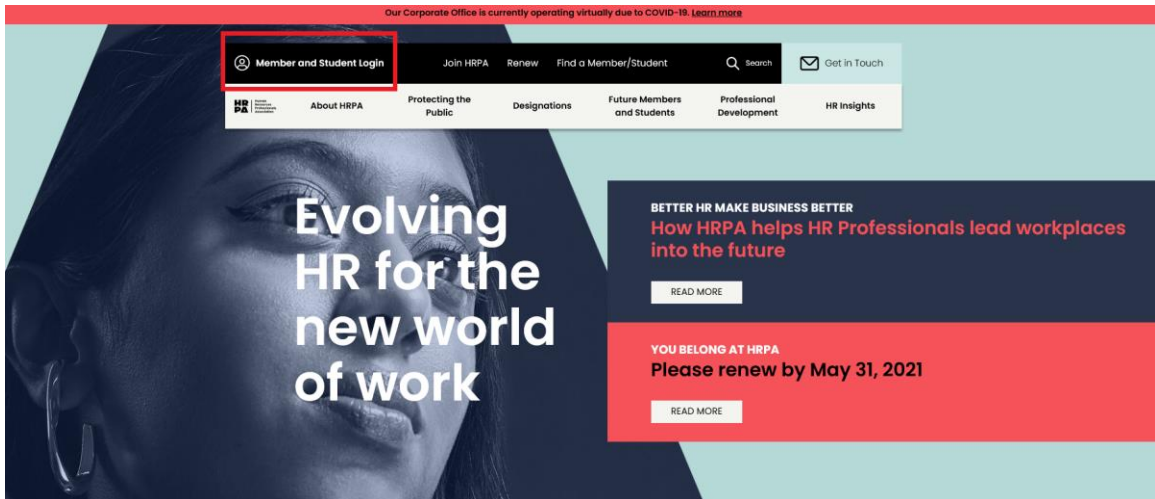 Our Corporate Office is currently operating virtually due to COVID-19. Learn more
Member and Student Login
Join HRPA
Renew
Find a Member/Student
Search
Get in Touch
HR
PA
Human
Resources
Professionals
Association
About HRPA
Protecting the
Public
Designations
Future Members
and Students
Professional
Development
HR Insights
Evolving
HR for the
new world
of work
BETTER HR MAKE BUSINESS BETTER
How HRPA helps HR Professionals lead workplaces
into the future
READ MORE
YOU BELONG AT HRPA
Please renew by May 31, 2021
READ MORE